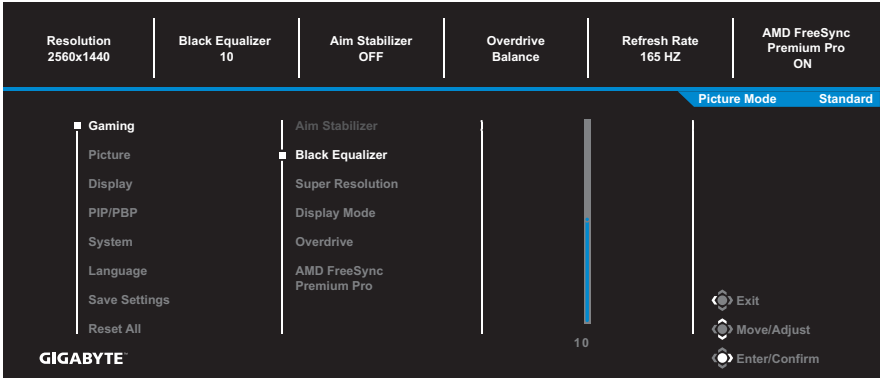 Resolution
2560x1440
Black Equalizer
10
Aim Stabilizer
OFF
Overdrive
Balance
Refresh Rate
165 HZ
AMD FreeSync
Premium Pro
ON
Picture Mode Standard
Gaming
Picture
Display
PIP/PBP
System
Language
Save Settings
Reset All
Aim Stabilizer
Black Equalizer
Super Resolution
Display Mode
Overdrive
AMD FreeSync
Premium Pro
10
Exit
Move/Adjust
Enter/Confirm
GIGABYTE™